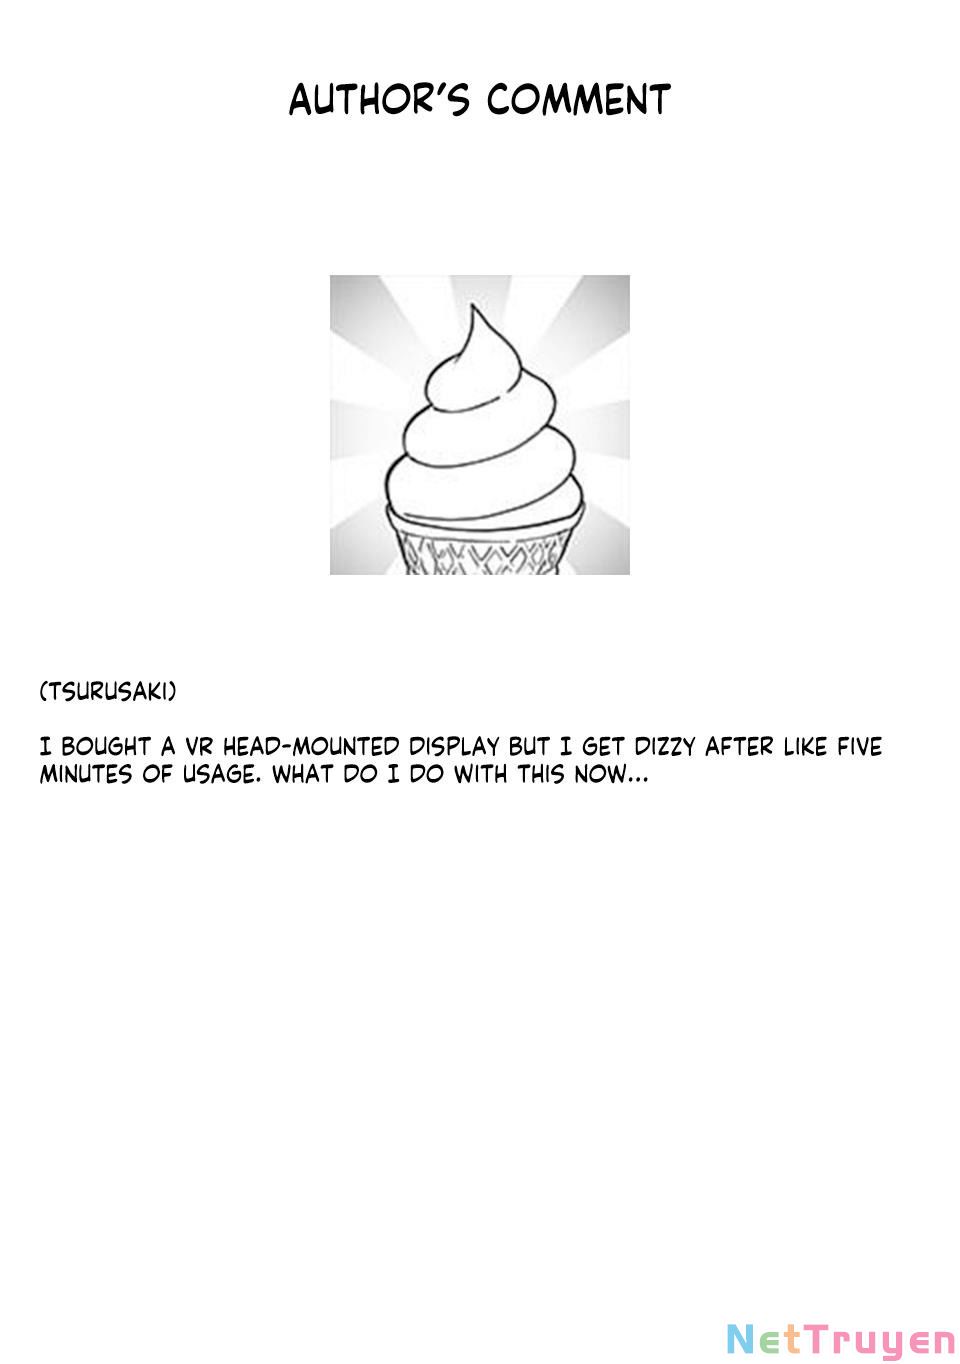 AUTHOR'S COMMENT
(TSURUSAKI)
I BOUGHT A VR HEAD-MOUNTED DISPLAY BUT I GET DIZZY AFTER LIKE FIVE
MINUTES OF USAGE. WHAT DO I DO WITH THIS NOW...
NetTruyen